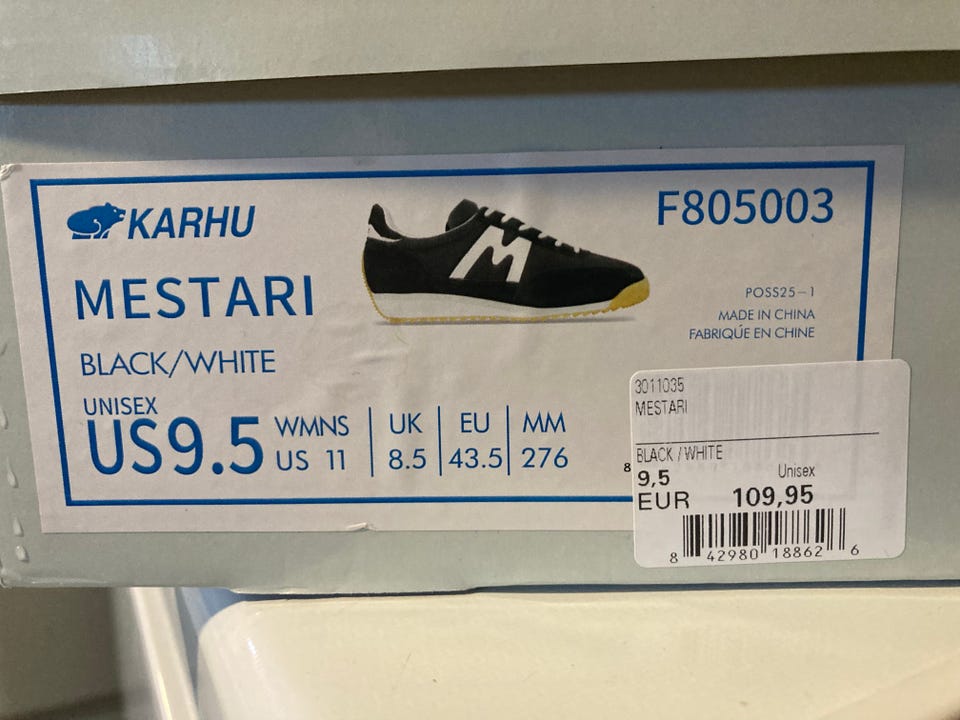 KARHU
F805003
MESTARI
POSS25-1
MADE IN CHINA
FABRIQÚE EN CHINE
BLACK/WHITE
UNISEX
US9.5
WMNS
US 11
UK
8.5
EU
43.5
MM
276
M
3011035
MESTARI
BLACK / WHITE
9,5 Unisex
EUR 109,95
8 42980 18862 6
8